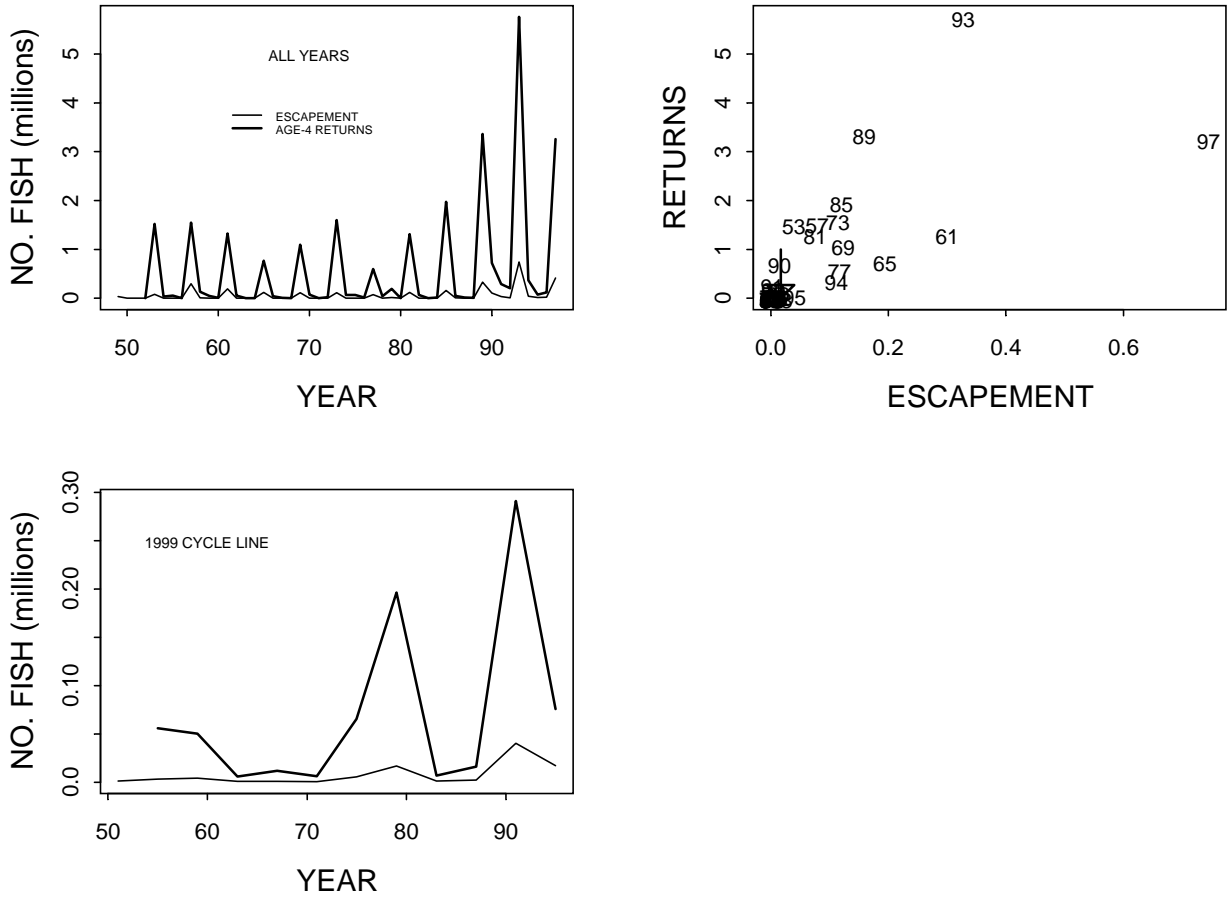 NO. FISH (millions)
0 1 2 3 4 5
ALL YEARS
ESCAPEMENT
AGE-4 RETURNS
50 60 70 80 90
YEAR
RETURNS
0 1 2 3 4 5
93
89
97
85
53 57 73
81
61
69
65
90
77
94
95
0.0 0.2 0.4 0.6
ESCAPEMENT
NO. FISH (millions)
0.0 0.10 0.20 0.30
1999 CYCLE LINE
50 60 70 80 90
YEAR